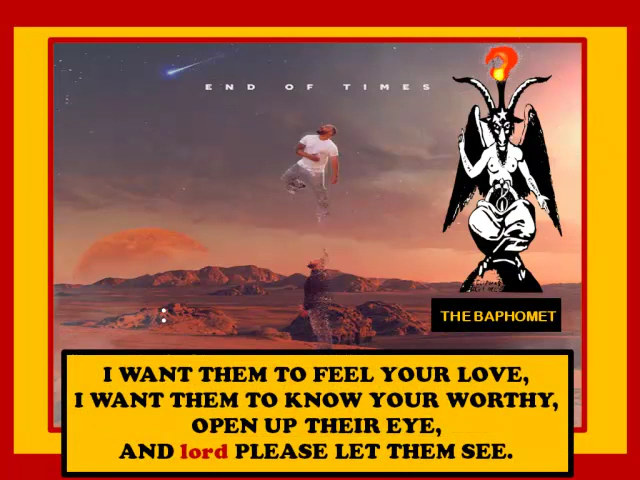 END OF TIMES
THE BAPHOMET
I WANT THEM TO FEEL YOUR LOVE,
I WANT THEM TO KNOW YOUR WORTHY,
OPEN UP THEIR EYE,
AND lord PLEASE LET THEM SEE.